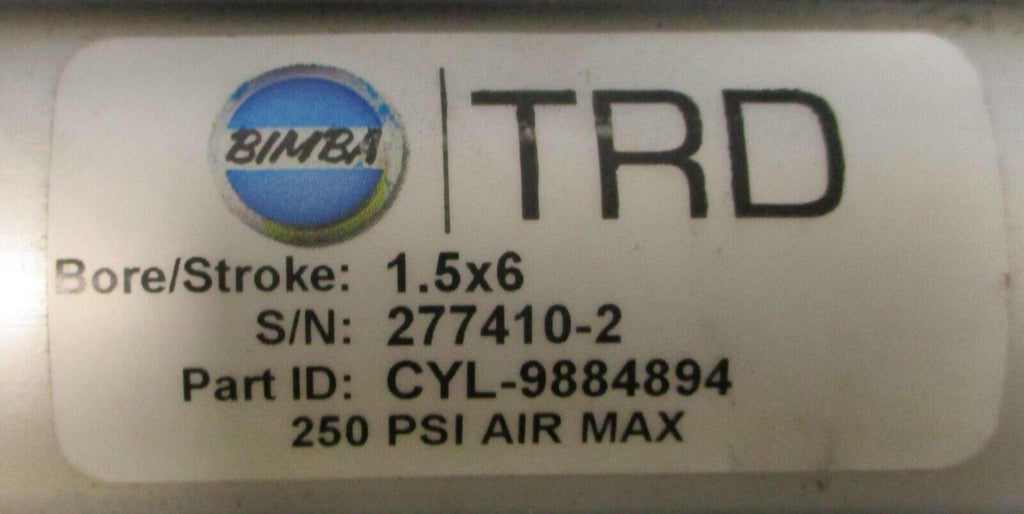 BIMBA | TRD
Bore/Stroke: 1.5x6
S/N: 277410-2
Part ID: CYL-9884894
250 PSI AIR MAX